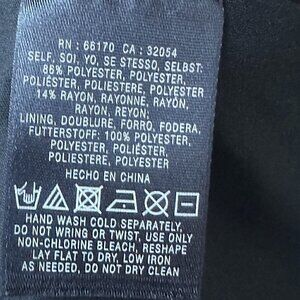 RN : 66170 CA : 32054
SELF, SOI, YO, SE STESSO, SELBST:
86% POLYESTER, POLYESTER,
POLIÉSTER, POLIESTERE, POLYESTER
14% RAYON, RAYONNE, RAYÓN,
RAYON, REYON;
LINING, DOUBLURE, FORRO, FODERA,
FUTTERSTOFF: 100% POLYESTER,
POLYESTER, POLIÉSTER,
POLIESTERE, POLYESTER
HECHO EN CHINA
HAND WASH COLD SEPARATELY,
DO NOT WRING OR TWIST, USE ONLY
NON-CHLORINE BLEACH, RESHAPE
LAY FLAT TO DRY, LOW IRON
AS NEEDED, DO NOT DRY CLEAN